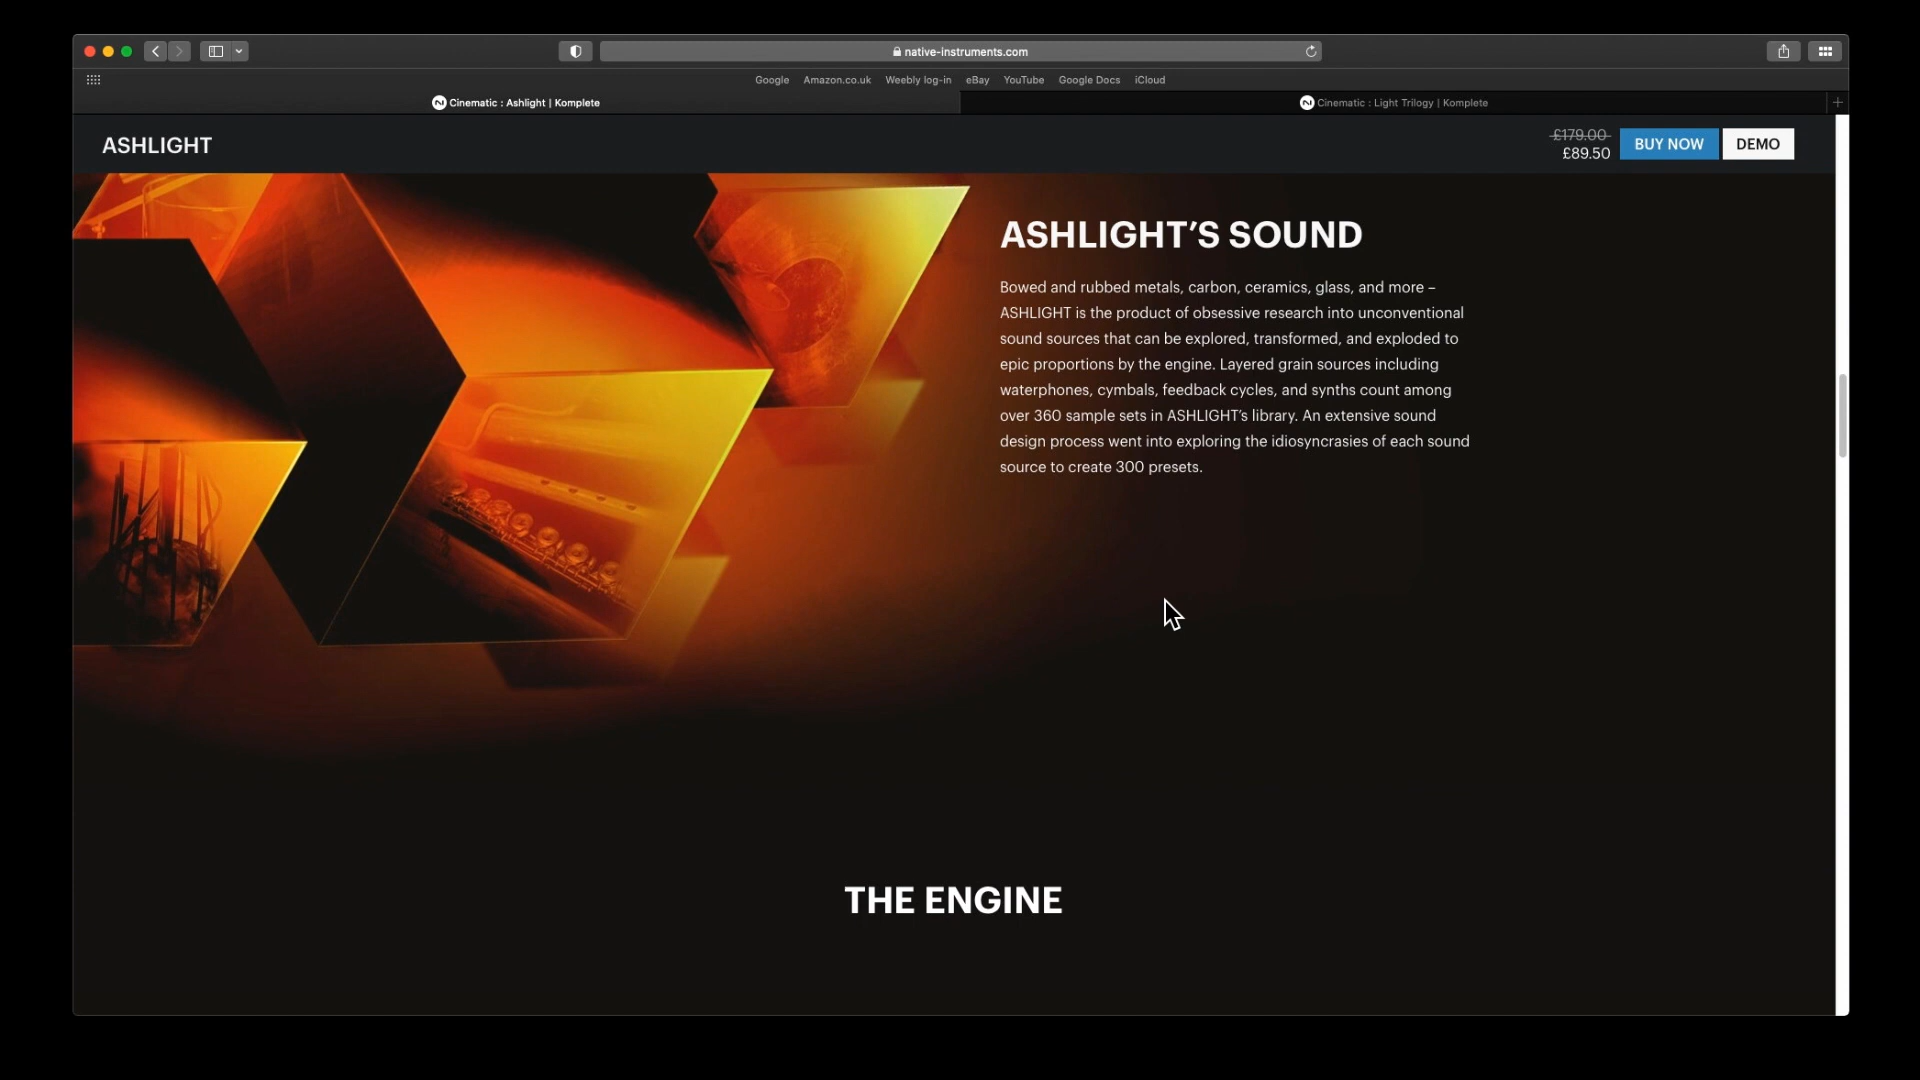 native-instruments.com
Google Amazon.co.uk Weebly log-in eBay YouTube Google Docs iCloud
Cinematic : Ashlight | Komplete
Cinematic : Light Trilogy | Komplete
ASHLIGHT
£179.00
£89.50
BUY NOW
DEMO
ASHLIGHT’S SOUND
Bowed and rubbed metals, carbon, ceramics, glass, and more –
ASHLIGHT is the product of obsessive research into unconventional
sound sources that can be explored, transformed, and exploded to
epic proportions by the engine. Layered grain sources including
waterphones, cymbals, feedback cycles, and synths count among
over 360 sample sets in ASHLIGHT’s library. An extensive sound
design process went into exploring the idiosyncrasies of each sound
source to create 300 presets.
THE ENGINE